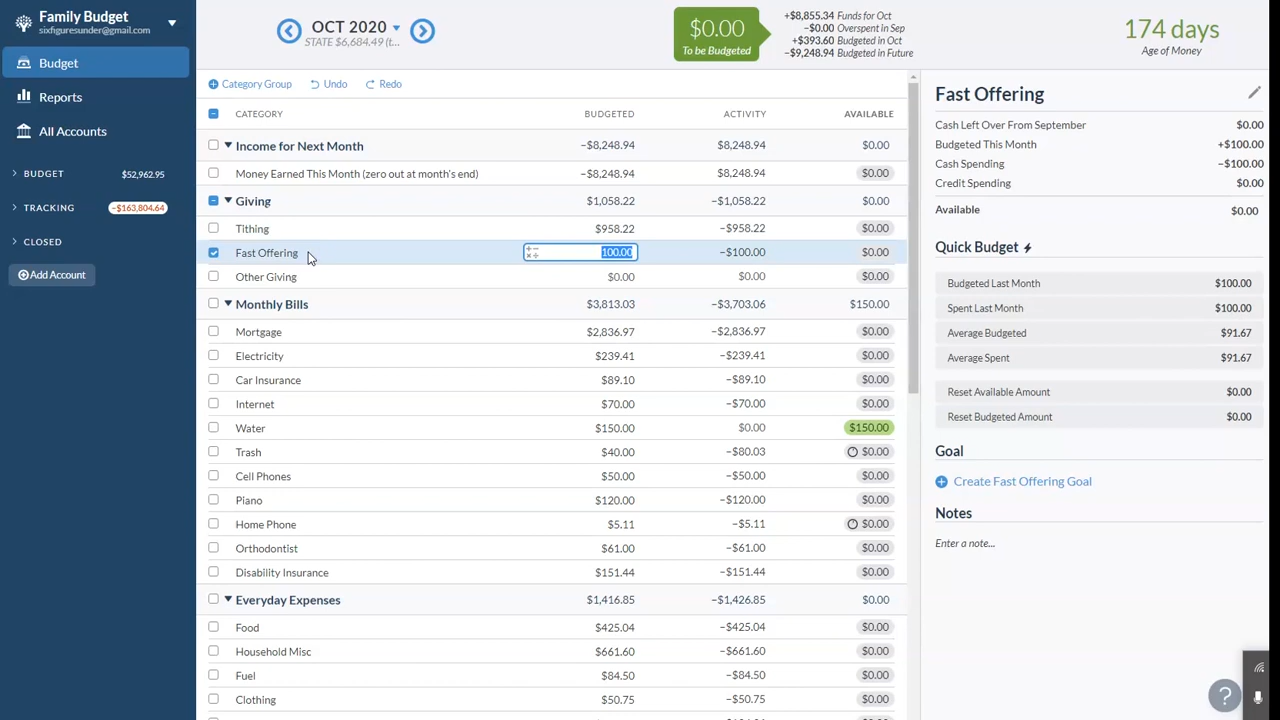 Family Budget
sixfiguresunder@gmail.com
Budget
Reports
All Accounts
BUDGET $52,962.95
TRACKING −$163,804.64
CLOSED
Add Account
OCT 2020
STATE $6,684.49 (t...
$0.00
To be Budgeted
+$8,855.34 Funds for Oct
−$0.00 Overspent in Sep
+$393.60 Budgeted in Oct
−$9,248.94 Budgeted in Future
174 days
Age of Money
Category Group Undo Redo
CATEGORY BUDGETED ACTIVITY AVAILABLE
Income for Next Month −$8,248.94 $8,248.94 $0.00
Money Earned This Month (zero out at month's end) −$8,248.94 $8,248.94 $0.00
Giving $1,058.22 −$1,058.22 $0.00
Tithing $958.22 −$958.22 $0.00
Fast Offering 100.00 −$100.00 $0.00
Other Giving $0.00 $0.00 $0.00
Monthly Bills $3,813.03 −$3,703.06 $150.00
Mortgage $2,836.97 −$2,836.97 $0.00
Electricity $239.41 −$239.41 $0.00
Car Insurance $89.10 −$89.10 $0.00
Internet $70.00 −$70.00 $0.00
Water $150.00 $0.00 $150.00
Trash $40.00 −$80.03 $0.00
Cell Phones $50.00 −$50.00 $0.00
Piano $120.00 −$120.00 $0.00
Home Phone $5.11 −$5.11 $0.00
Orthodontist $61.00 −$61.00 $0.00
Disability Insurance $151.44 −$151.44 $0.00
Everyday Expenses $1,416.85 −$1,426.85 $0.00
Food $425.04 −$425.04 $0.00
Household Misc $661.60 −$661.60 $0.00
Fuel $84.50 −$84.50 $0.00
Clothing $50.75 −$50.75 $0.00
Fast Offering
Cash Left Over From September $0.00
Budgeted This Month +$100.00
Cash Spending −$100.00
Credit Spending $0.00
Available $0.00
Quick Budget
Budgeted Last Month $100.00
Spent Last Month $100.00
Average Budgeted $91.67
Average Spent $91.67
Reset Available Amount $0.00
Reset Budgeted Amount $0.00
Goal
Create Fast Offering Goal
Notes
Enter a note...
?